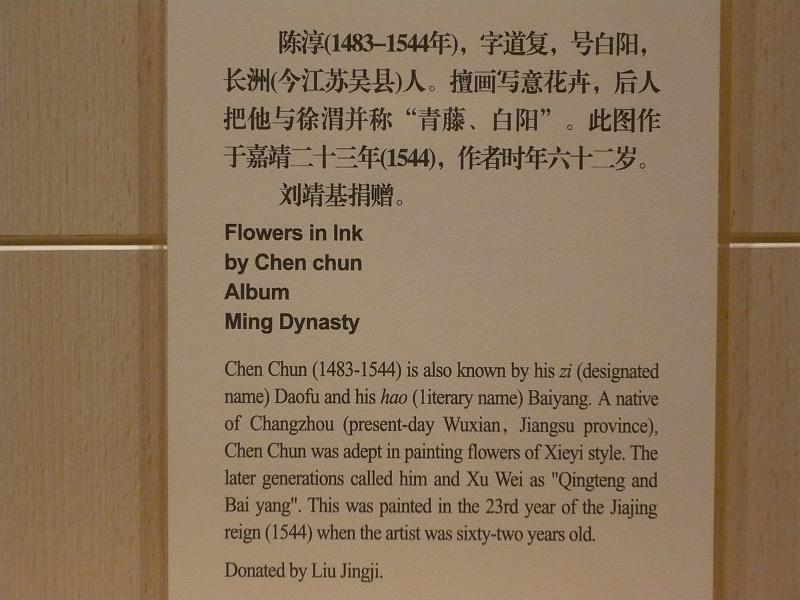 陈淳(1483–1544年)，字道复，号白阳，
长洲(今江苏吴县)人。擅画写意花卉，后人
把他与徐渭并称“青藤、白阳”。此图作
于嘉靖二十三年(1544)，作者时年六十二岁。
刘靖基捐赠。
Flowers in Ink
by Chen chun
Album
Ming Dynasty
Chen Chun (1483-1544) is also known by his zi (designated
name) Daofu and his hao (literary name) Baiyang. A native
of Changzhou (present-day Wuxian, Jiangsu province),
Chen Chun was adept in painting flowers of Xieyi style. The
later generations called him and Xu Wei as "Qingteng and
Bai yang". This was painted in the 23rd year of the Jiajing
reign (1544) when the artist was sixty-two years old.
Donated by Liu Jingji.